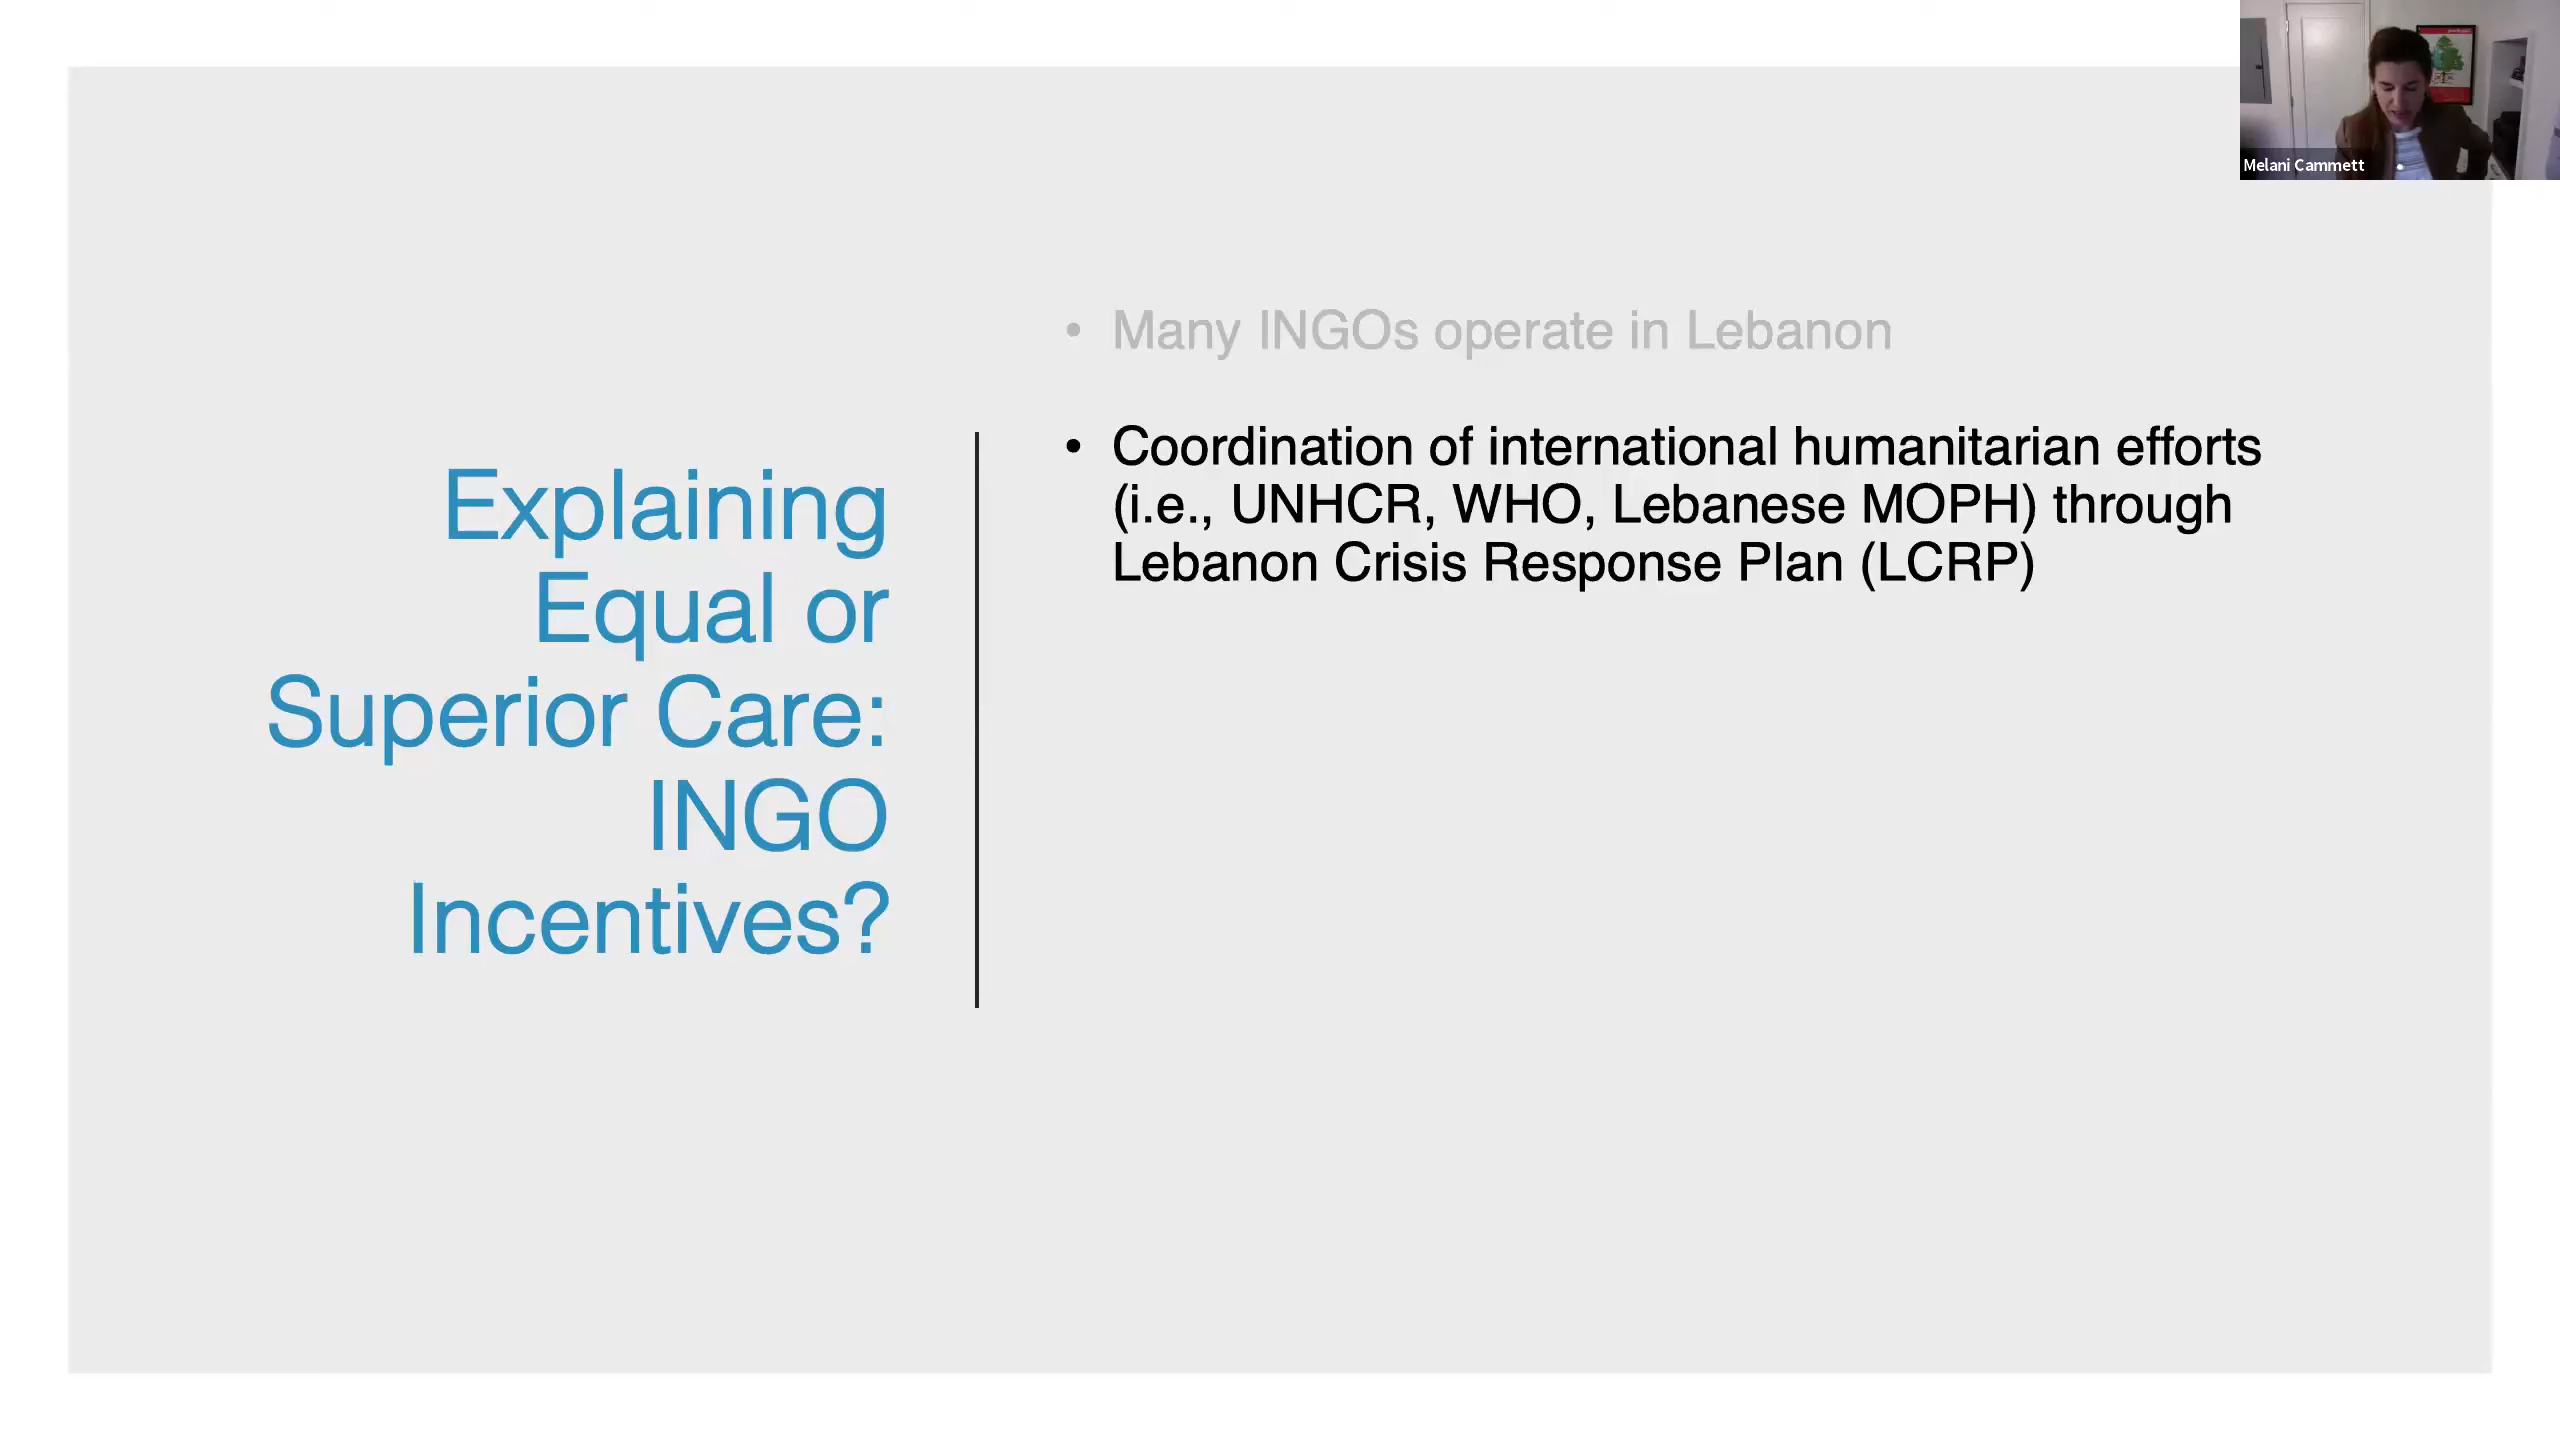 Explaining
Equal or
Superior Care:
INGO
Incentives?
• Many INGOs operate in Lebanon
• Coordination of international humanitarian efforts
(i.e., UNHCR, WHO, Lebanese MOPH) through
Lebanon Crisis Response Plan (LCRP)
Melani Cammett